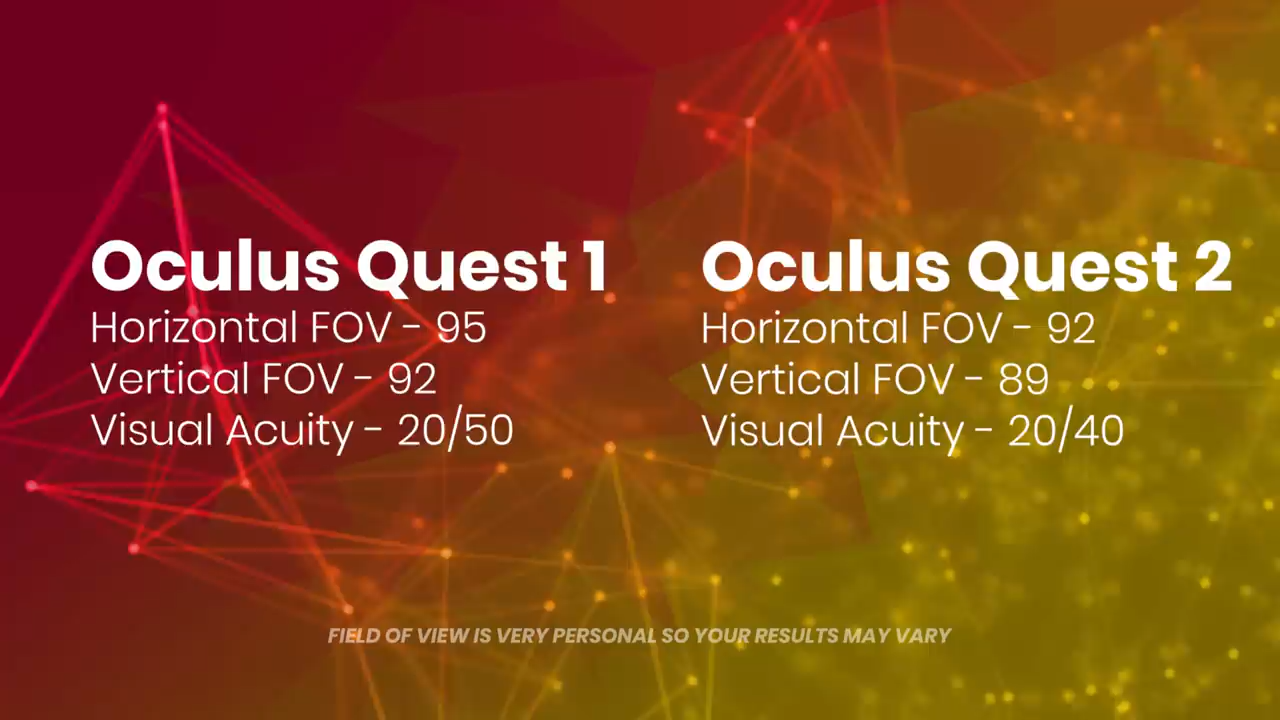 Oculus Quest 1
Horizontal FOV - 95
Vertical FOV - 92
Visual Acuity - 20/50
Oculus Quest 2
Horizontal FOV - 92
Vertical FOV - 89
Visual Acuity - 20/40
FIELD OF VIEW IS VERY PERSONAL SO YOUR RESULTS MAY VARY